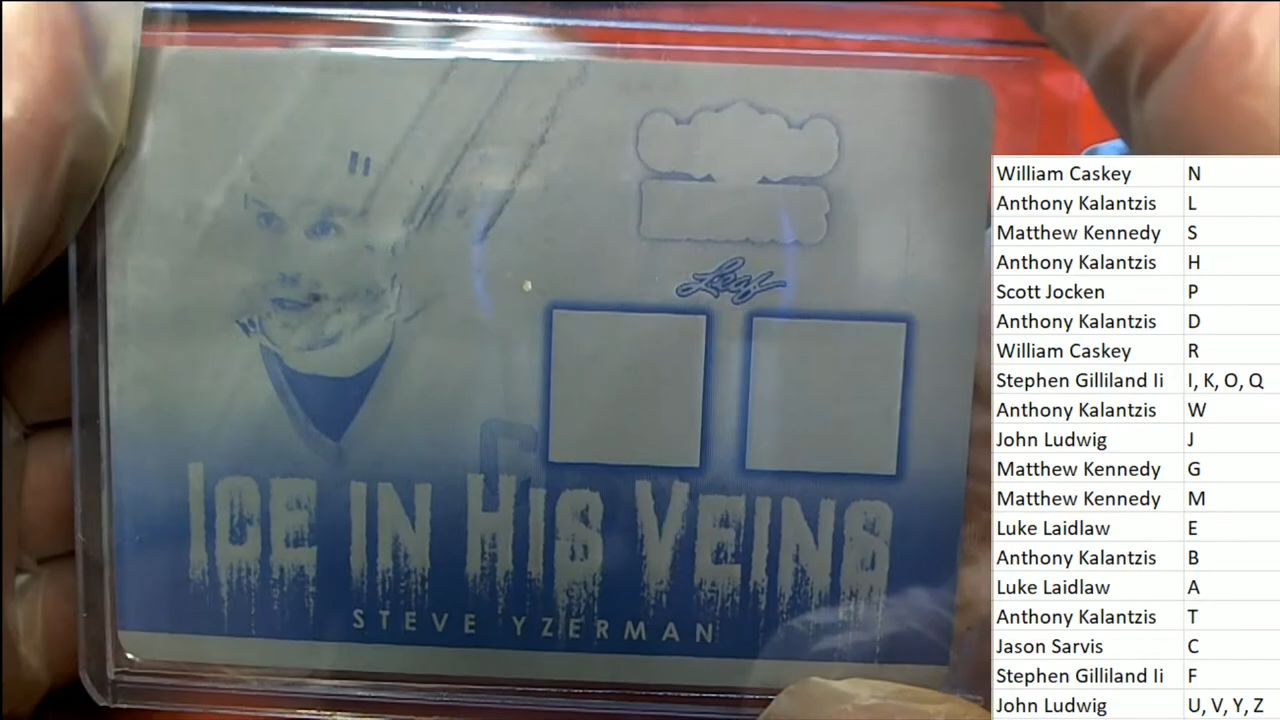 Leaf
ICE IN HIS VEINS
STEVE YZERMAN
William Caskey N
Anthony Kalantzis L
Matthew Kennedy S
Anthony Kalantzis H
Scott Jocken P
Anthony Kalantzis D
William Caskey R
Stephen Gilliland Ii I, K, O, Q
Anthony Kalantzis W
John Ludwig J
Matthew Kennedy G
Matthew Kennedy M
Luke Laidlaw E
Anthony Kalantzis B
Luke Laidlaw A
Anthony Kalantzis T
Jason Sarvis C
Stephen Gilliland Ii F
John Ludwig U, V, Y, Z